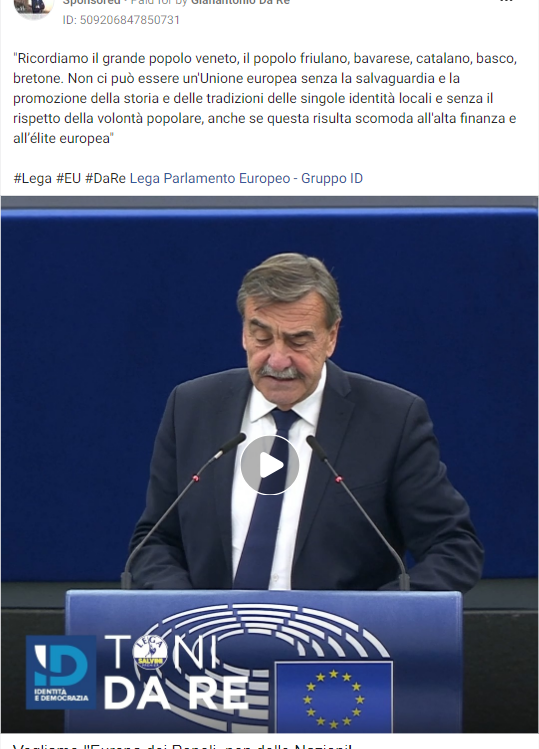 Sponsored • Paid for by Gianantonio Da Re
ID: 509206847850731
"Ricordiamo il grande popolo veneto, il popolo friulano, bavarese, catalano, basco,
bretone. Non ci può essere un'Unione europea senza la salvaguardia e la
promozione della storia e delle tradizioni delle singole identità locali e senza il
rispetto della volontà popolare, anche se questa risulta scomoda all'alta finanza e
all'élite europea"
#Lega #EU #DaRe Lega Parlamento Europeo - Gruppo ID
LEGA
SALVINI
TONI
DA RE
ID
IDENTITÀ
E DEMOCRAZIA
Vogliamo l'Europa dei Popoli, non delle Nazioni!